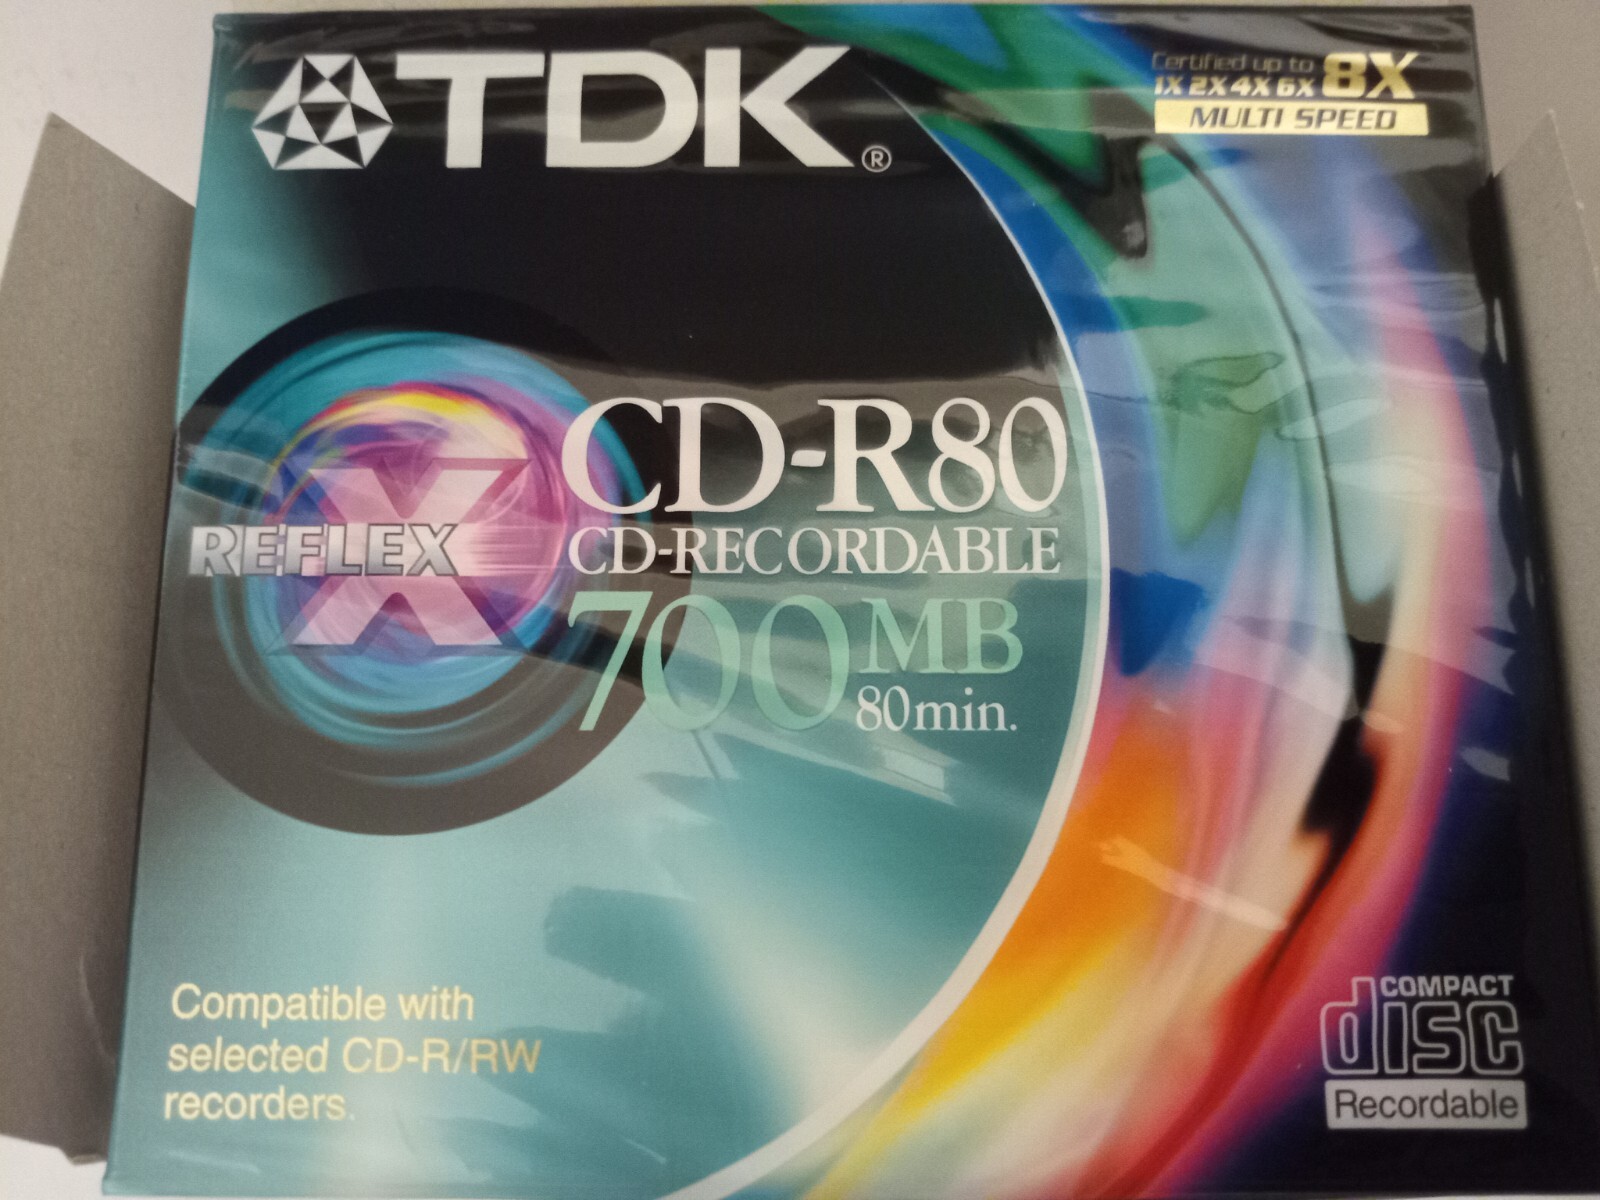 TDK®
Certified up to
1X 2X 4X 6X 8X
MULTI SPEED
CD-R80
REFLEX
X
CD-RECORDABLE
700MB
80min.
Compatible with
selected CD-R/RW
recorders.
COMPACT
disc
Recordable